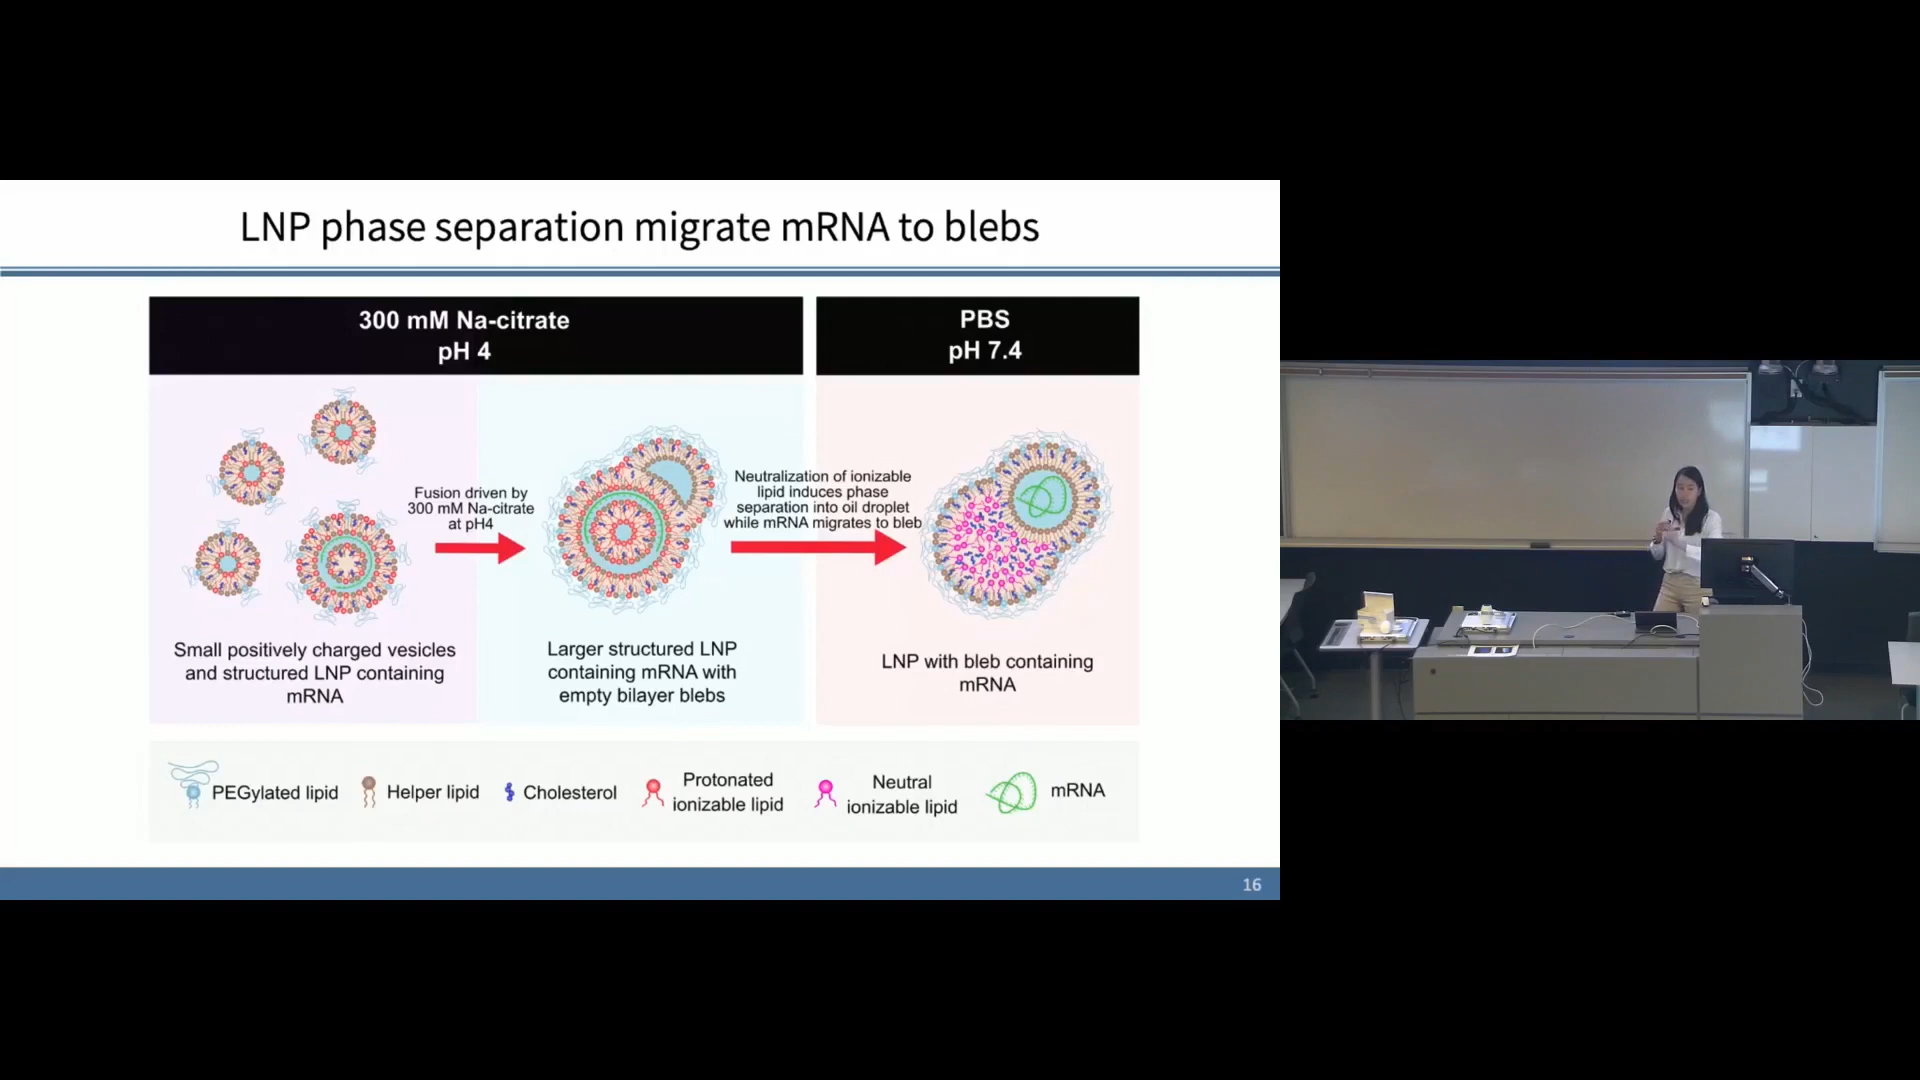 LNP phase separation migrate mRNA to blebs
300 mM Na-citrate
pH 4
PBS
pH 7.4
Fusion driven by
300 mM Na-citrate
at pH4
Neutralization of ionizable
lipid induces phase
separation into oil droplet
while mRNA migrates to bleb
Small positively charged vesicles
and structured LNP containing
mRNA
Larger structured LNP
containing mRNA with
empty bilayer blebs
LNP with bleb containing
mRNA
PEGylated lipid
Helper lipid
Cholesterol
Protonated
ionizable lipid
Neutral
ionizable lipid
mRNA
16